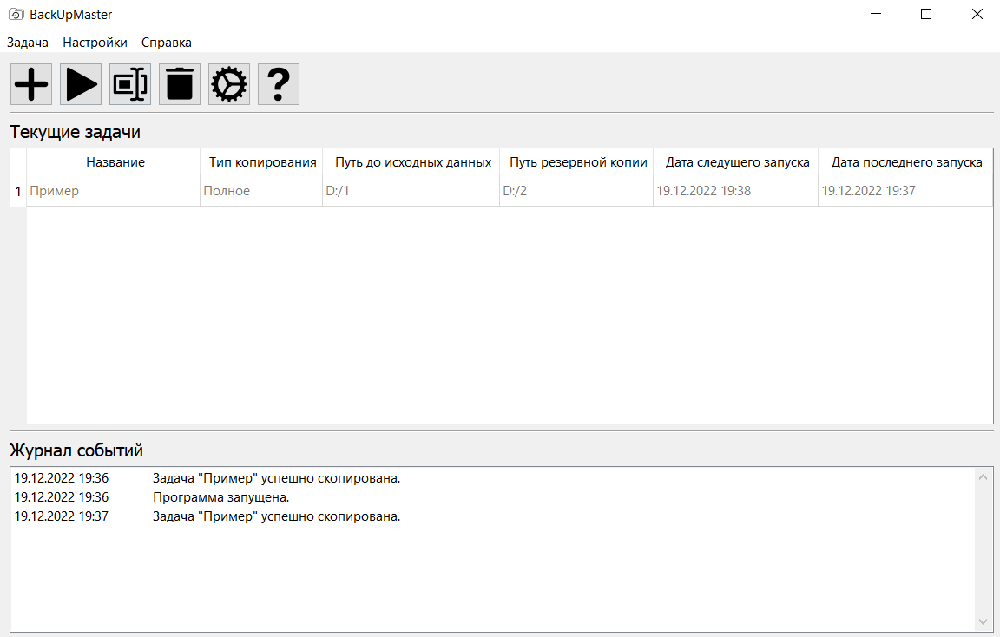 BackUpMaster
Задача Настройки Справка
?
Текущие задачи
Название Тип копирования Путь до исходных данных Путь резервной копии Дата следущего запуска Дата последнего запуска
1 Пример Полное D:/1 D:/2 19.12.2022 19:38 19.12.2022 19:37
Журнал событий
19.12.2022 19:36 Задача "Пример" успешно скопирована.
19.12.2022 19:36 Программа запущена.
19.12.2022 19:37 Задача "Пример" успешно скопирована.